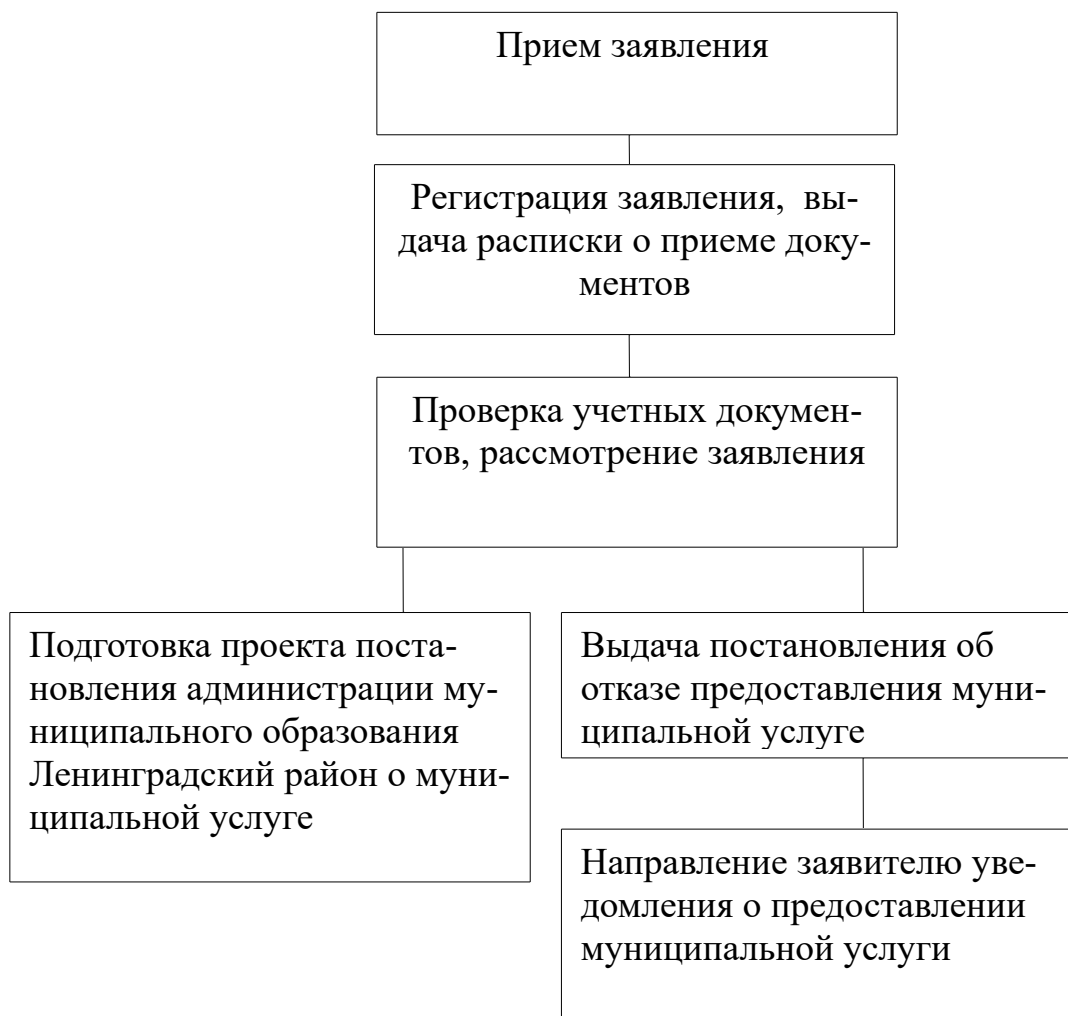 Прием заявления
Регистрация заявления,  вы-
дача расписки о приеме доку-
ментов
Проверка учетных докумен-
тов, рассмотрение заявления
Подготовка проекта поста-
новления администрации му-
ниципального образования
Ленинградский район о муни-
ципальной услуге
Выдача постановления об
отказе предоставления муни-
ципальной услуге
Направление заявителю уве-
домления о предоставлении
муниципальной услуги